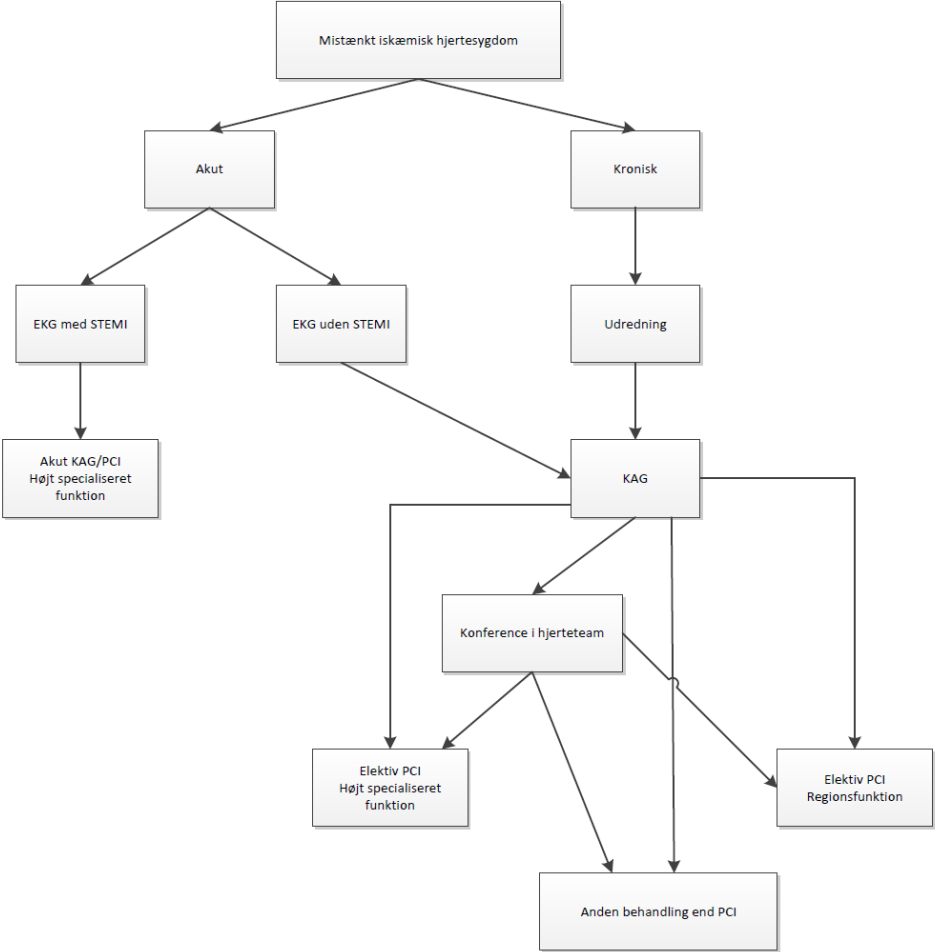 Mistænkt iskæmisk hjertesygdom
Akut
Kronisk
EKG med STEMI
EKG uden STEMI
Udredning
Akut KAG/PCI
Højt specialiseret
funktion
KAG
Konference i hjerteteam
Elektiv PCI
Højt specialiseret
funktion
Elektiv PCI
Regionsfunktion
Anden behandling end PCI